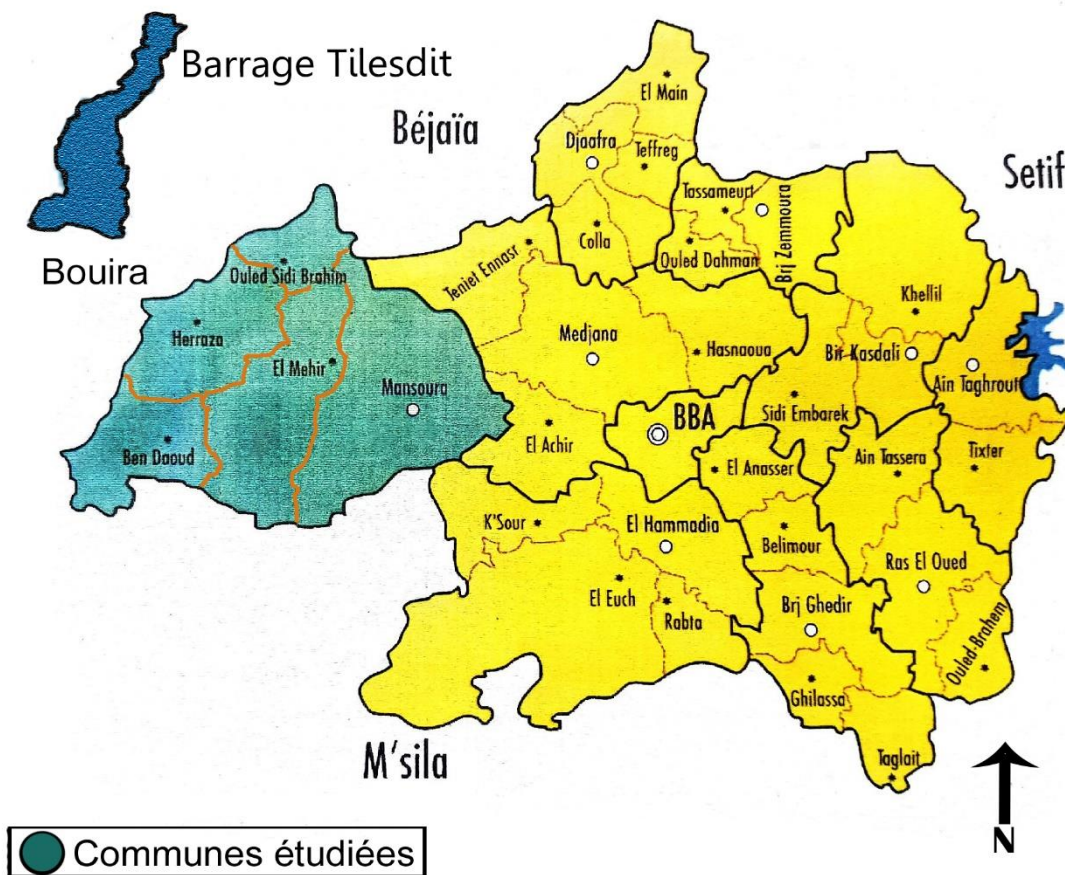 Barrage Tilesdit
Béjaïa
El Main
Djaafra
Teffreg
Setif
Tassameurt
Brj Zemmoura
Colla
Ouled Dahman
Bouira
Ouled Sidi Brahim
Teniet Ennasr
Khellil
Herraza
El Mehir
Medjana
Hasnaoua
Bir Kasdali
Ain Taghrout
Mansoura
Sidi Embarek
BBA
El Achir
Ben Daoud
El Anasser
Ain Tassera
Tixter
K'Sour
El Hammadia
Belimour
Ras El Oued
El Euch
Rabta
Brj Ghedir
Ouled-Brahem
Ghilassa
M'sila
Taglait
N
Communes étudiées